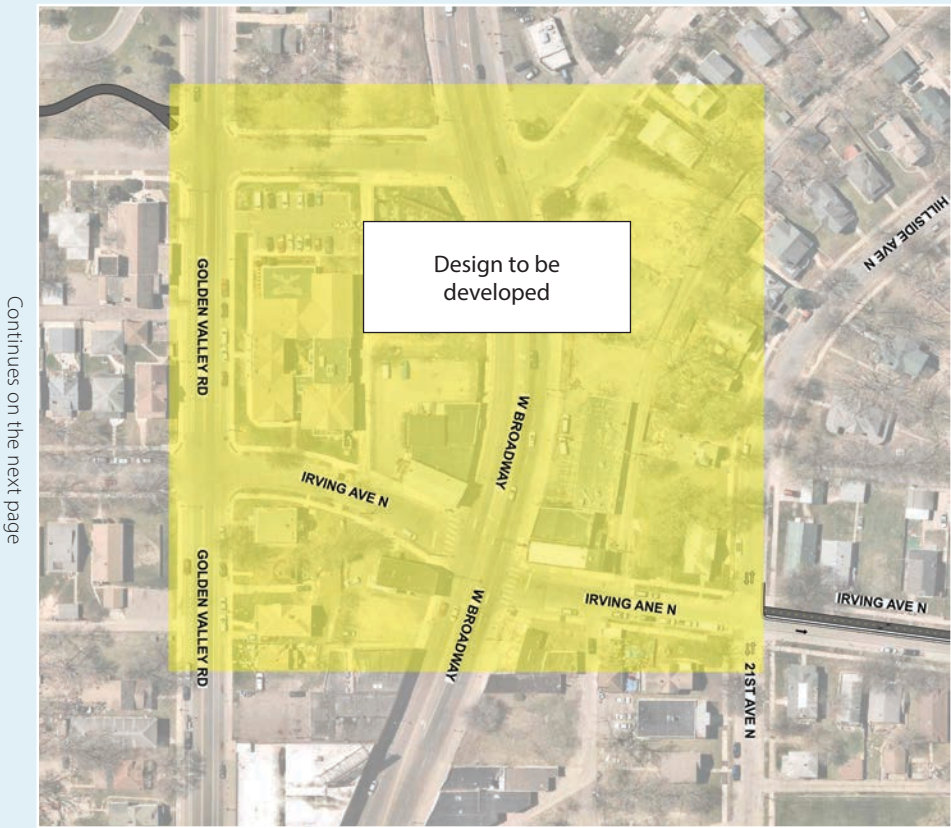 Continues on the next page
Design to be
developed
HILLSIDE AVE N
GOLDEN VALLEY RD
W BROADWAY
IRVING AVE N
GOLDEN VALLEY RD
W BROADWAY
IRVING ANE N
IRVING AVE N
21ST AVE N